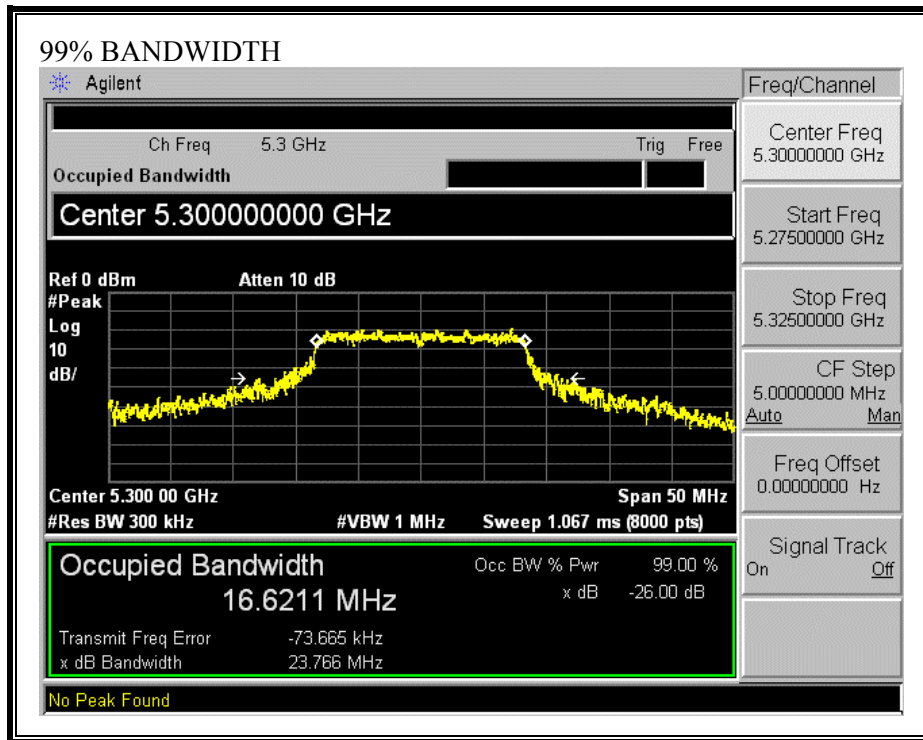 99% BANDWIDTH
Agilent
Freq/Channel
Ch Freq 5.3 GHz Trig Free
Occupied Bandwidth
Center 5.300000000 GHz
Ref 0 dBm Atten 10 dB
#Peak
Log
10
dB/
Center 5.300 00 GHz Span 50 MHz
#Res BW 300 kHz #VBW 1 MHz Sweep 1.067 ms (8000 pts)
Occupied Bandwidth
16.6211 MHz
Occ BW % Pwr 99.00 %
x dB -26.00 dB
Transmit Freq Error -73.665 kHz
x dB Bandwidth 23.766 MHz
No Peak Found
Center Freq
5.30000000 GHz
Start Freq
5.27500000 GHz
Stop Freq
5.32500000 GHz
CF Step
5.00000000 MHz
Auto Man
Freq Offset
0.00000000 Hz
Signal Track
On Off